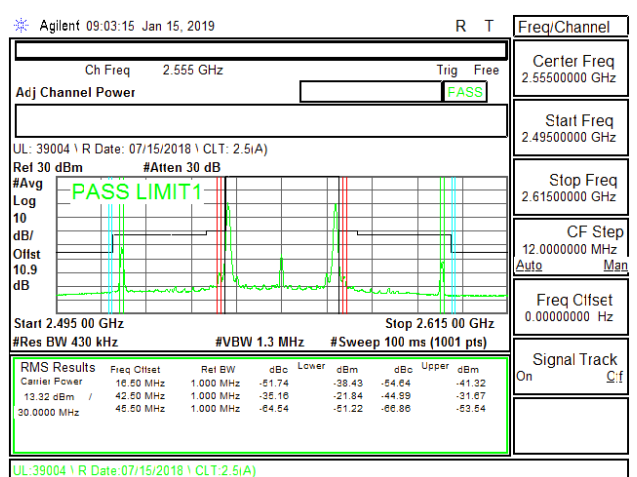 Agilent 09:03:15 Jan 15, 2019 R T
Freq/Channel
Ch Freq 2.555 GHz Trig Free
Adj Channel Power PASS
Center Freq
2.55500000 GHz
Start Freq
2.49500000 GHz
UL: 39004 \ R Date: 07/15/2018 \ CLT: 2.5(A)
Ref 30 dBm #Atten 30 dB
#Avg
Log
10
dB/
Offst
10.9
dB
PASS LIMIT1
Stop Freq
2.61500000 GHz
CF Step
12.0000000 MHz
Auto Man
Freq Offset
0.00000000 Hz
Start 2.495 00 GHz Stop 2.615 00 GHz
#Res BW 430 kHz #VBW 1.3 MHz #Sweep 100 ms (1001 pts)
Signal Track
On Off
RMS Results Freq Offset Ref BW dBc Lower dBm dBc Upper dBm
Carrier Power 16.50 MHz 1.000 MHz -51.74 -38.43 -54.64 -41.32
13.32 dBm / 42.50 MHz 1.000 MHz -35.16 -21.84 -44.99 -31.67
30.0000 MHz 45.50 MHz 1.000 MHz -64.54 -51.22 -66.86 -53.54
UL:39004 \ R Date:07/15/2018 \ CLT:2.5(A)